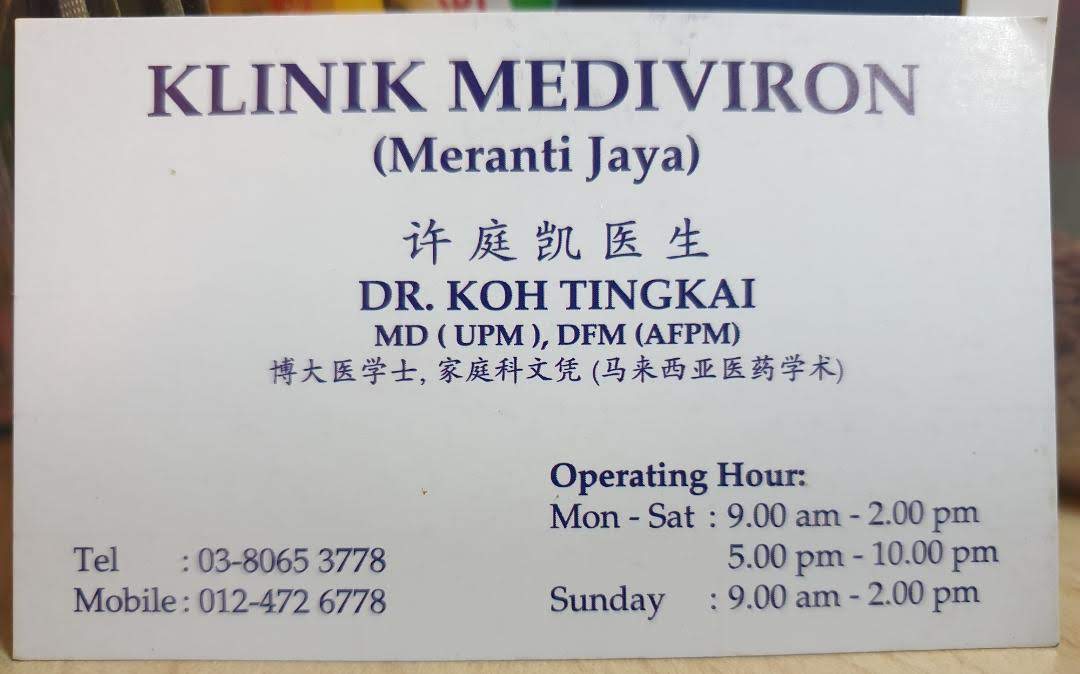 KLINIK MEDIVIRON
(Meranti Jaya)
许庭凯医生
DR. KOH TINGKAI
MD ( UPM ), DFM (AFPM)
博大医学士, 家庭科文凭 (马来西亚医药学术)
Operating Hour:
Mon - Sat : 9.00 am - 2.00 pm
5.00 pm - 10.00 pm
Sunday : 9.00 am - 2.00 pm
Tel : 03-8065 3778
Mobile : 012-472 6778